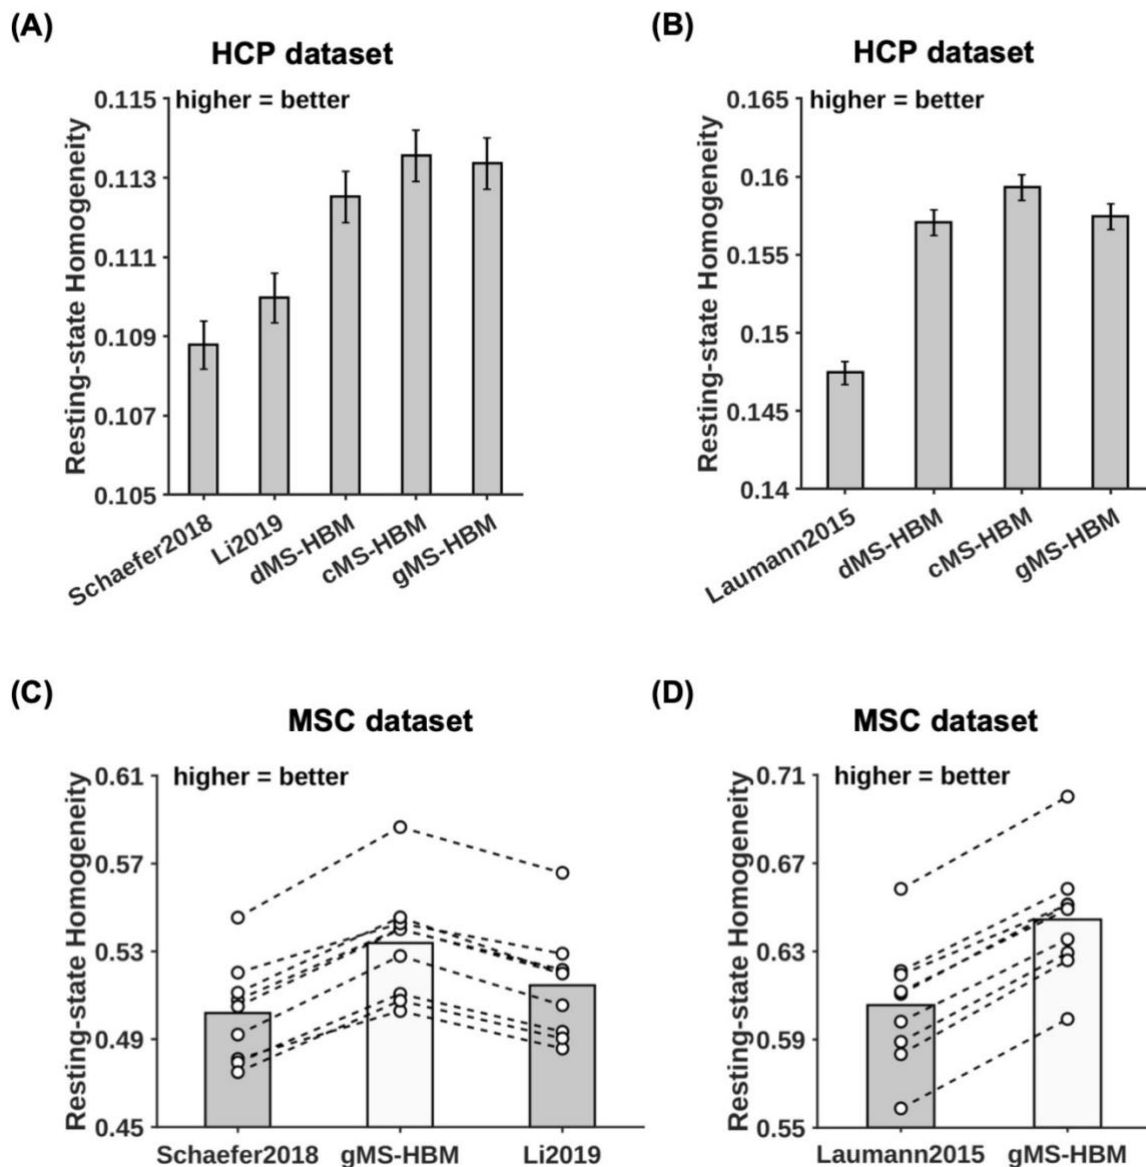 (A)
HCP dataset
higher = better
Resting-state Homogeneity
0.115
0.113
0.111
0.109
0.107
0.105
Schaefer2018
Li2019
dMS-HBM
cMS-HBM
gMS-HBM
(B)
HCP dataset
higher = better
Resting-state Homogeneity
0.165
0.16
0.155
0.15
0.145
0.14
Laumann2015
dMS-HBM
cMS-HBM
gMS-HBM
(C)
MSC dataset
higher = better
Resting-state Homogeneity
0.61
0.57
0.53
0.49
0.45
Schaefer2018
gMS-HBM
Li2019
(D)
MSC dataset
higher = better
Resting-state Homogeneity
0.71
0.67
0.63
0.59
0.55
Laumann2015
gMS-HBM